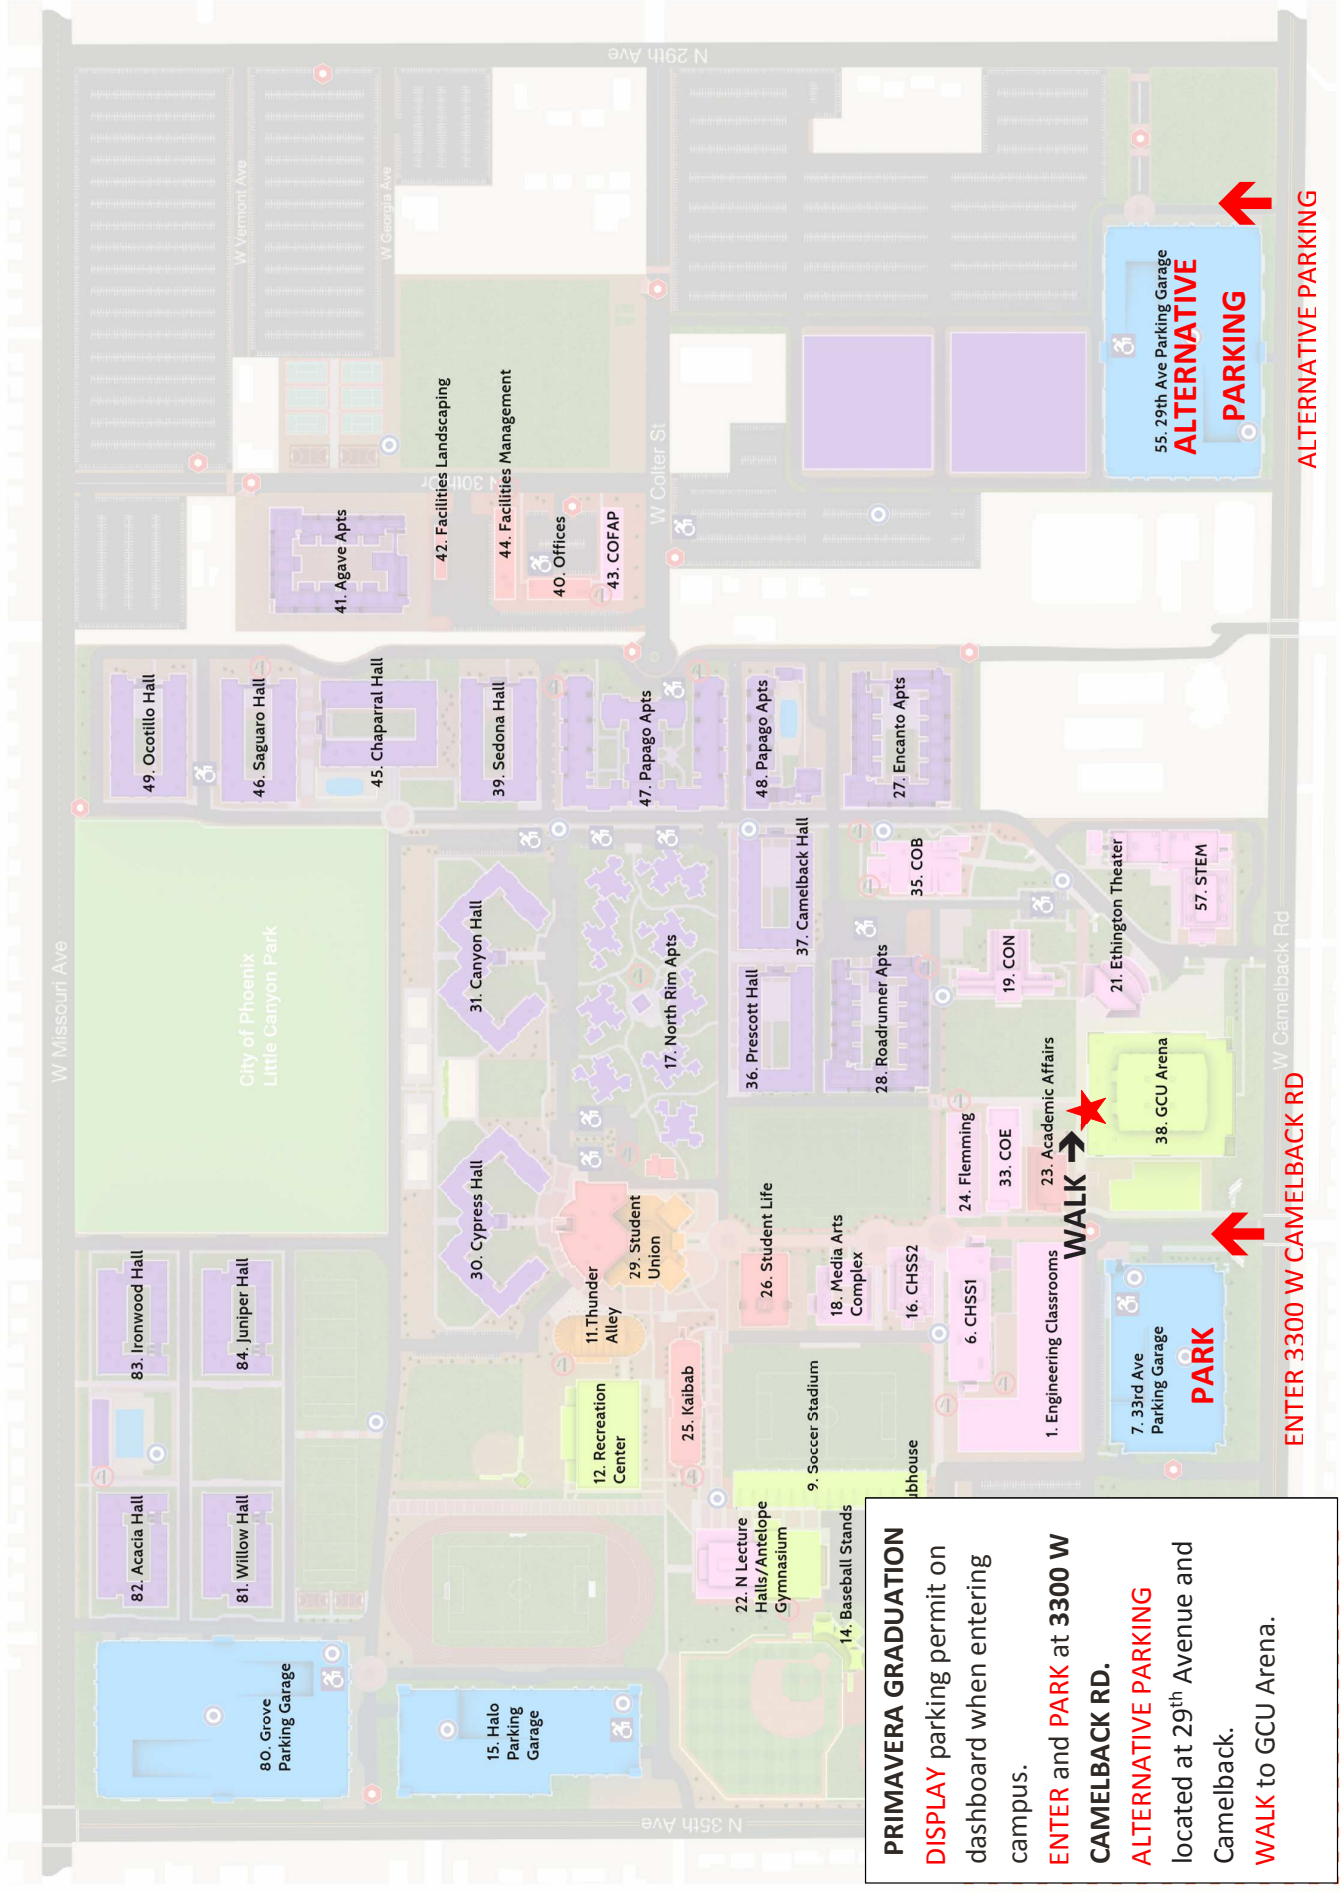 W Missouri Ave
City of Phoenix
Little Canyon Park
80. Grove
Parking Garage
82. Acacia Hall
81. Willow Hall
83. Ironwood Hall
84. Juniper Hall
49. Ocotillo Hall
46. Saguaro Hall
45. Chaparral Hall
39. Sedona Hall
W Vermont Ave
W Georgia Ave
41. Agave Apts
N 30th Dr
42. Facilities Landscaping
44. Facilities Management
40. Offices
43. COFAP
W Colter St
N 29th Ave
N 35th Ave
15. Halo
Parking
Garage
30. Cypress Hall
31. Canyon Hall
11.Thunder
Alley
29. Student
Union
12. Recreation
Center
25. Kaibab
17. North Rim Apts
47. Papago Apts
48. Papago Apts
27. Encanto Apts
36. Prescott Hall
37. Camelback Hall
28. Roadrunner Apts
35. COB
26. Student Life
18. Media Arts
Complex
16. CHSS2
6. CHSS1
9. Soccer Stadium
22. N Lecture
Halls/Antelope
Gymnasium
14. Baseball Stands
ubhouse
24. Flemming
33. COE
23. Academic Affairs
19. CON
21. Ethington Theater
57. STEM
1. Engineering Classrooms
WALK
38. GCU Arena
7. 33rd Ave
Parking Garage
PARK
55. 29th Ave Parking Garage
ALTERNATIVE
PARKING
W Camelback Rd
ENTER 3300 W CAMELBACK RD
ALTERNATIVE PARKING
PRIMAVERA GRADUATION
DISPLAY parking permit on
dashboard when entering
campus.
ENTER and PARK at 3300 W
CAMELBACK RD.
ALTERNATIVE PARKING
located at 29th Avenue and
Camelback.
WALK to GCU Arena.